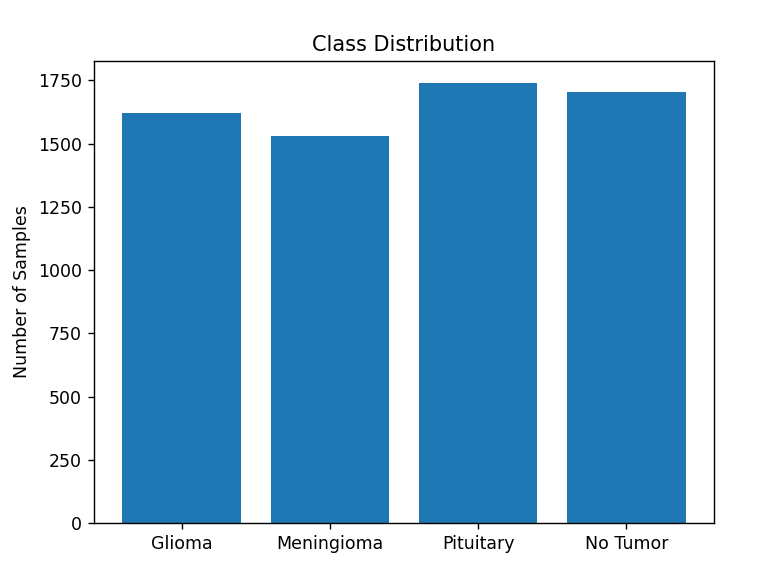 Class Distribution
Number of Samples
1750
1500
1250
1000
750
500
250
0
Glioma
Meningioma
Pituitary
No Tumor